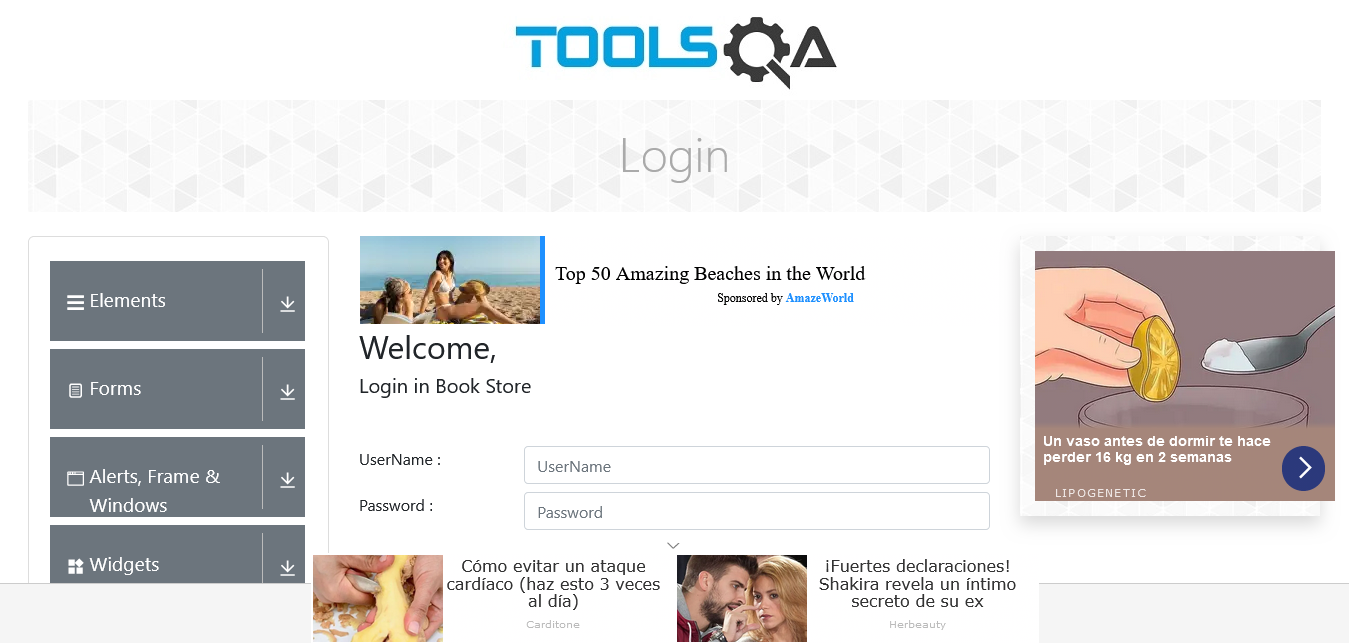 TOOLSQA
Login
Elements
Forms
Alerts, Frame &
Windows
Widgets
Top 50 Amazing Beaches in the World
Sponsored by AmazeWorld
Welcome,
Login in Book Store
UserName :
UserName
Password :
Password
Un vaso antes de dormir te hace
perder 16 kg en 2 semanas
LIPOGENETIC
Cómo evitar un ataque
cardíaco (haz esto 3 veces
al día)
Carditone
¡Fuertes declaraciones!
Shakira revela un íntimo
secreto de su ex
Herbeauty